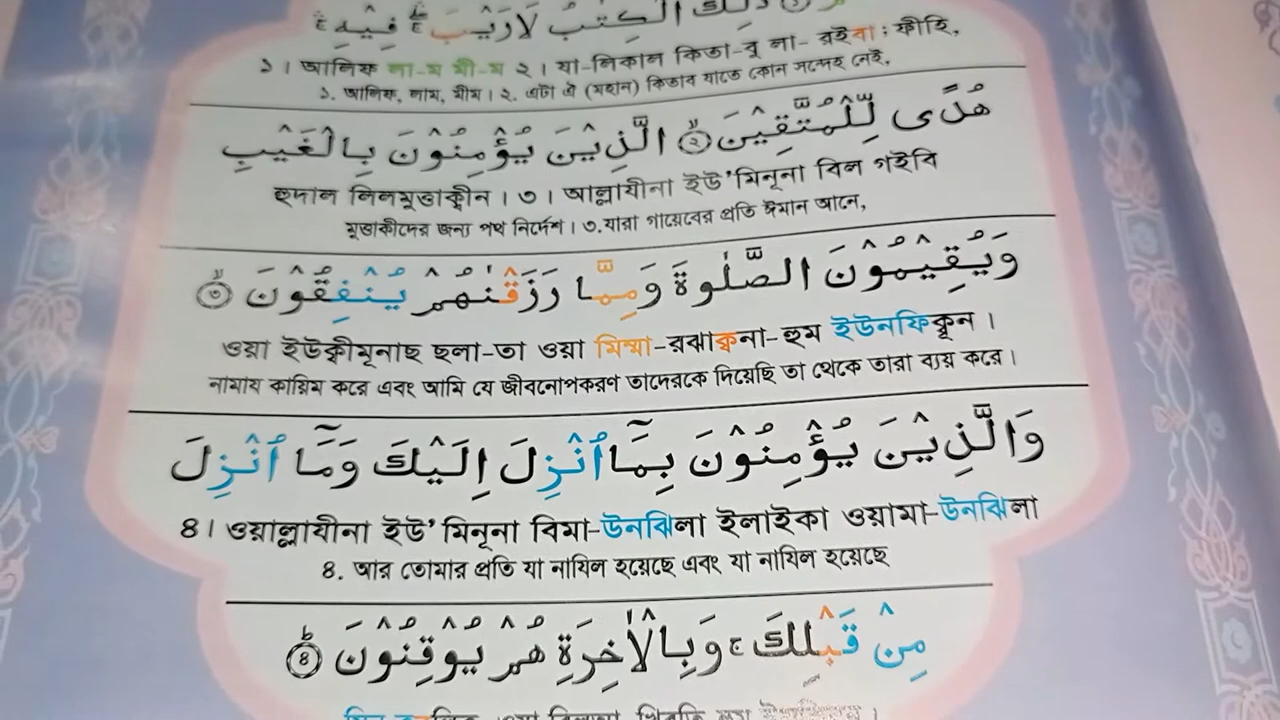 ذٰلِكَ الْكِتٰبُ لَا رَيْبَ ۛ فِيْهِ ۛ
১। আলিফ লা-ম মী-ম ২। যা-লিকাল কিতা-বু লা- রইবা; ফীহি,
১. আলিফ, লাম, মীম। ২. এটা ঐ (মহান) কিতাব যাতে কোন সন্দেহ নেই,
هُدًى لِّلْمُتَّقِيْنَ ۙ﴿٢﴾ الَّذِيْنَ يُؤْمِنُوْنَ بِالْغَيْبِ
হুদাল লিলমুত্তাক্বীন। ৩। আল্লাযীনা ইউ'মিনূনা বিল গইবি
মুত্তাকীদের জন্য পথ নির্দেশ। ৩. যারা গায়েবের প্রতি ঈমান আনে,
وَيُقِيْمُوْنَ الصَّلٰوةَ وَمِمَّا رَزَقْنٰهُمْ يُنْفِقُوْنَ ۙ﴿٣﴾
ওয়া ইউক্বীমূনাছ ছলা-তা ওয়া মিম্মা-রঝাক্বনা-হুম ইউনফিক্বূন।
নামায কায়িম করে এবং আমি যে জীবনোপকরণ তাদেরকে দিয়েছি তা থেকে তারা ব্যয় করে।
وَالَّذِيْنَ يُؤْمِنُوْنَ بِمَآ اُنْزِلَ اِلَيْكَ وَمَآ اُنْزِلَ
৪। ওয়াল্লাযীনা ইউ'মিনূনা বিমা-উনঝিলা ইলাইকা ওয়ামা-উনঝিলা
৪. আর তোমার প্রতি যা নাযিল হয়েছে এবং যা নাযিল হয়েছে
مِنْ قَبْلِكَ ۚ وَبِالْاٰخِرَةِ هُمْ يُوْقِنُوْنَ ؕ﴿٤﴾